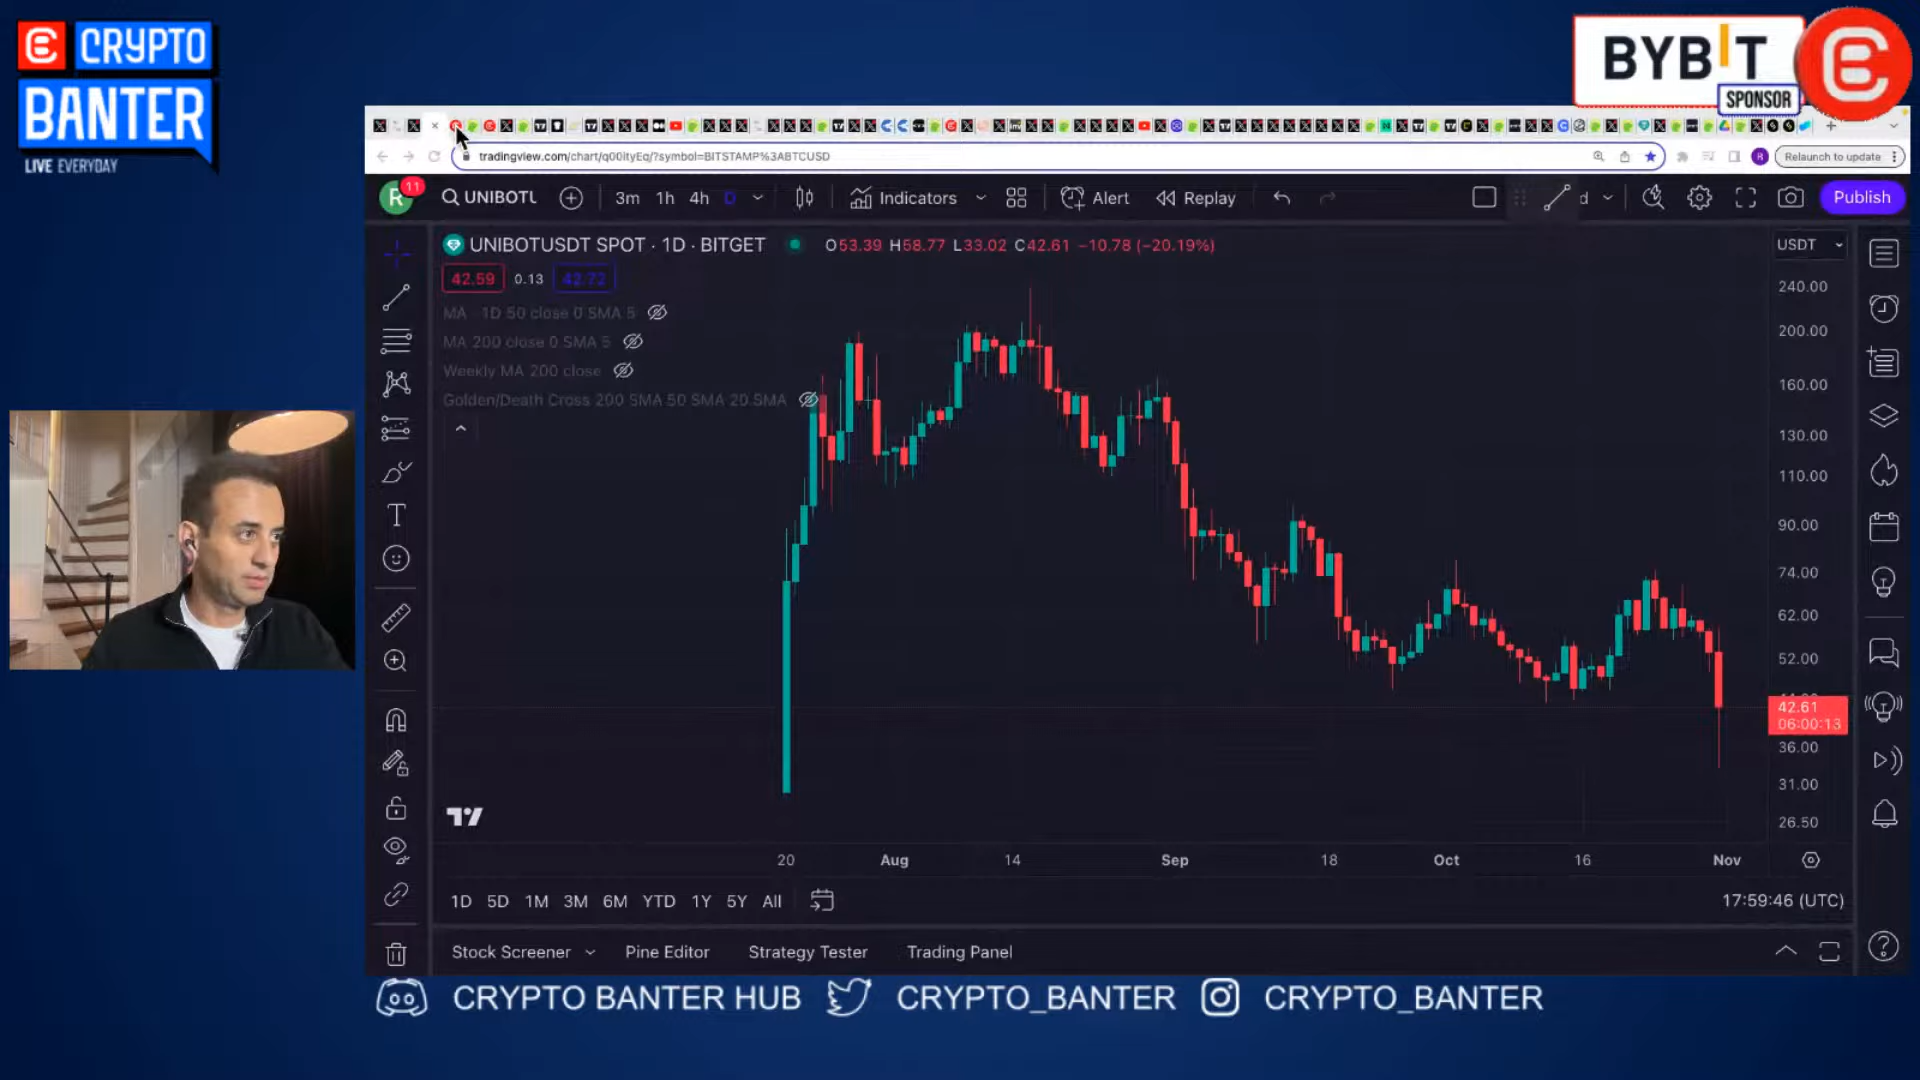 CRYPTO
BANTER
LIVE EVERYDAY
BYBIT
SPONSOR
tradingview.com/chart/q00ityEq/?symbol=BITSTAMP%3ABTCUSD
R
Relaunch to update
R
11
UNIBOTU
3m 1h 4h D
Indicators
Alert
Replay
d
Publish
UNIBOTUSDT SPOT · 1D · BITGET
O53.39 H58.77 L33.02 C42.61 −10.78 (−20.19%)
USDT
42.59 0.13 42.72
MA 1D 50 close 0 SMA 5
MA 200 close 0 SMA 5
Weekly MA 200 close
Golden/Death Cross 200 SMA 50 SMA 20 SMA
240.00
200.00
160.00
130.00
110.00
90.00
74.00
62.00
52.00
42.61
06:00:13
36.00
31.00
26.50
20 Aug 14 Sep 18 Oct 16 Nov
1D 5D 1M 3M 6M YTD 1Y 5Y All
17:59:46 (UTC)
Stock Screener Pine Editor Strategy Tester Trading Panel
CRYPTO BANTER HUB CRYPTO_BANTER CRYPTO_BANTER